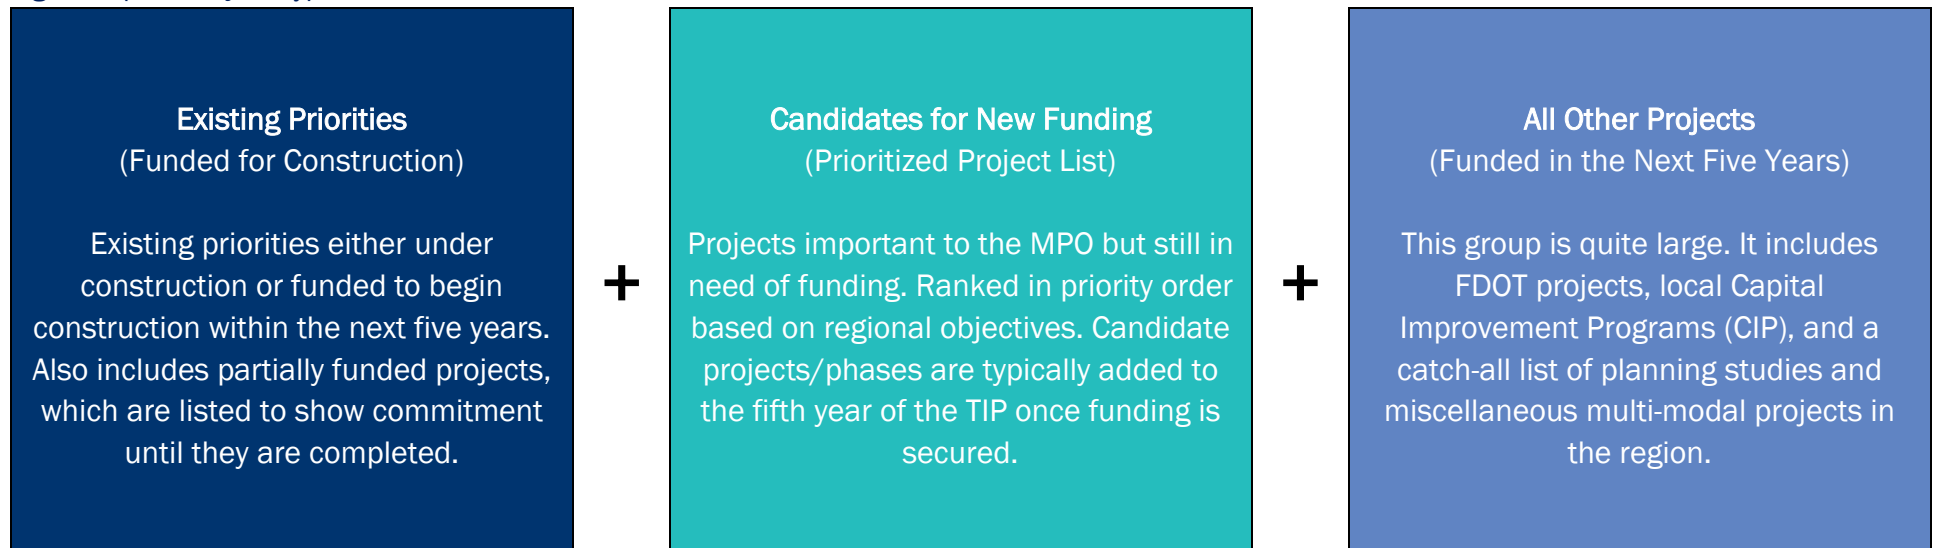 Existing Priorities
(Funded for Construction)
Existing priorities either under
construction or funded to begin
construction within the next five years.
Also includes partially funded projects,
which are listed to show commitment
until they are completed.
+
Candidates for New Funding
(Prioritized Project List)
Projects important to the MPO but still in
need of funding. Ranked in priority order
based on regional objectives. Candidate
projects/phases are typically added to
the fifth year of the TIP once funding is
secured.
+
All Other Projects
(Funded in the Next Five Years)
This group is quite large. It includes
FDOT projects, local Capital
Improvement Programs (CIP), and a
catch-all list of planning studies and
miscellaneous multi-modal projects in
the region.